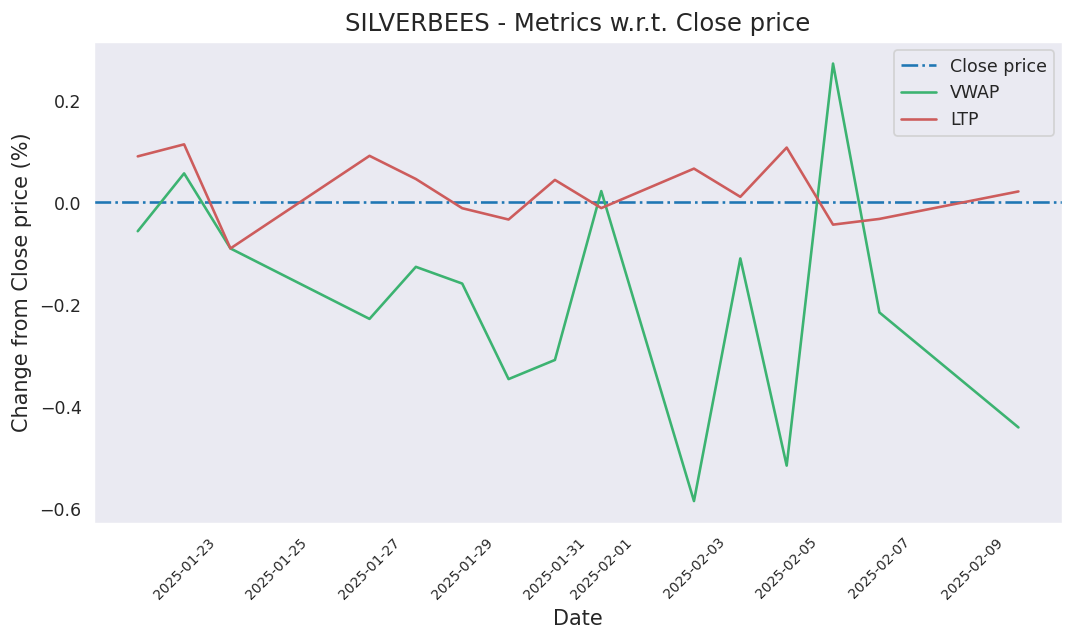 SILVERBEES - Metrics w.r.t. Close price
Close price
VWAP
LTP
Change from Close price (%)
0.2
0.0
−0.2
−0.4
−0.6
2025-01-23
2025-01-25
2025-01-27
2025-01-29
2025-01-31
2025-02-01
2025-02-03
2025-02-05
2025-02-07
2025-02-09
Date